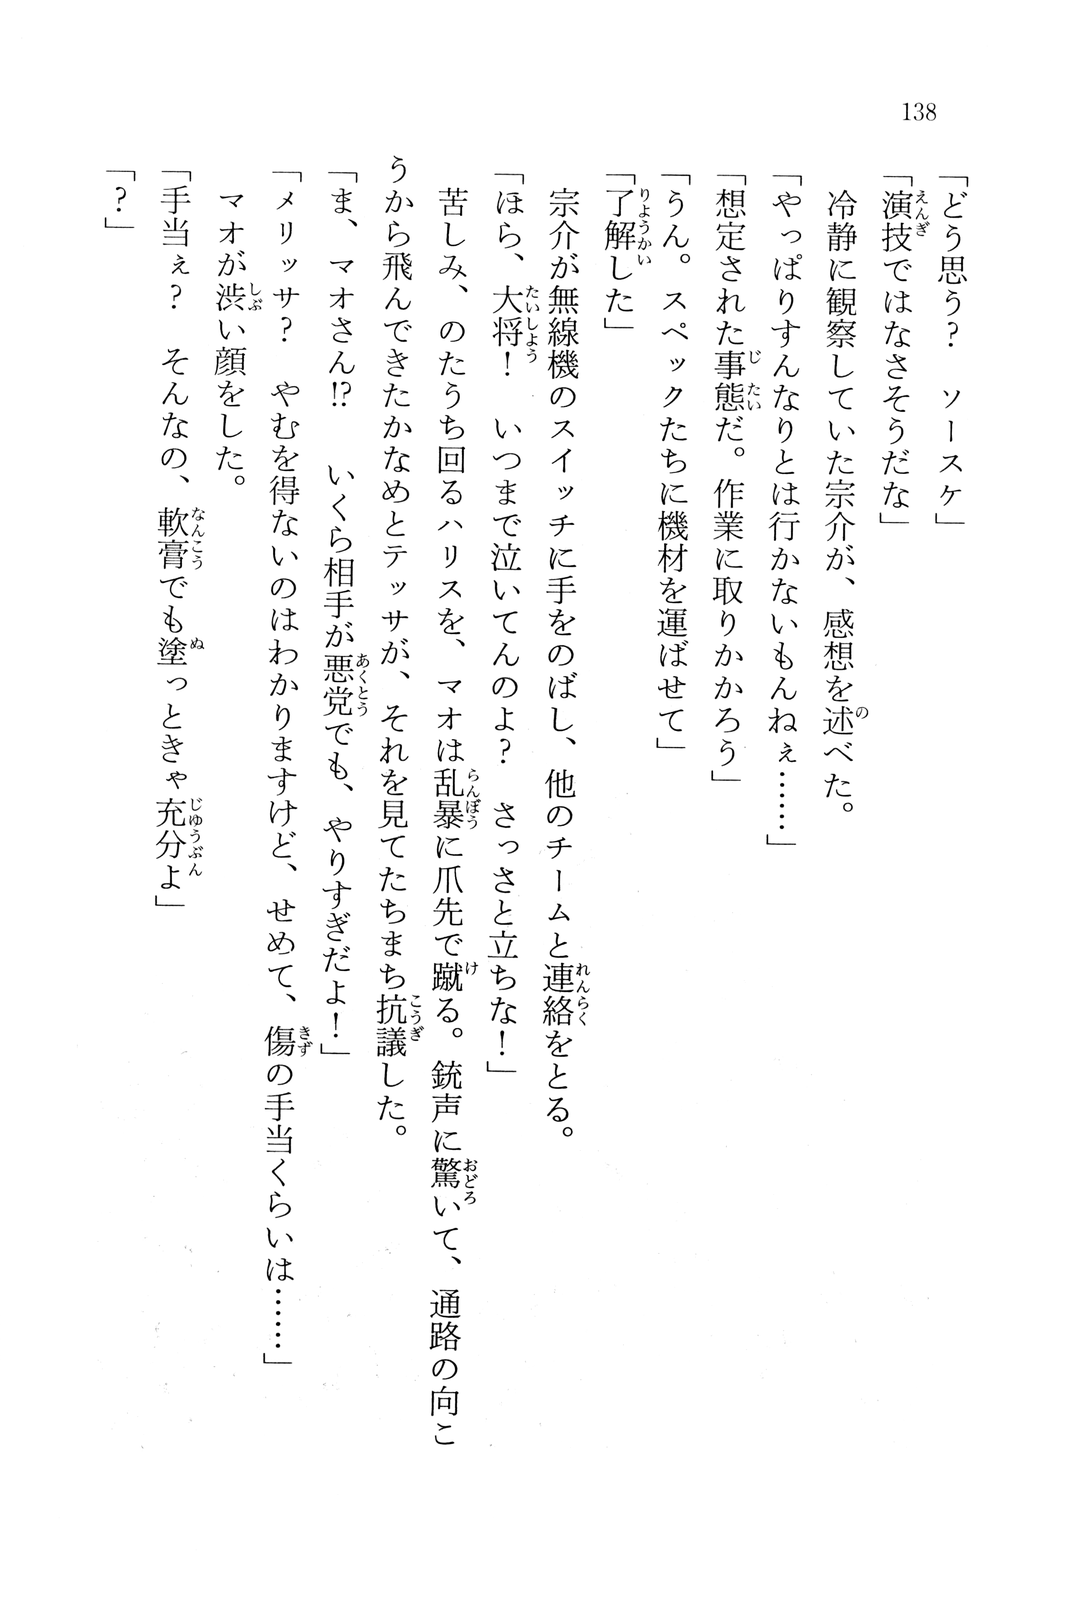 138
「どう思う？　ソースケ」
「演技ではなさそうだな」
　冷静に観察していた宗介が、感想を述べた。
「やっぱりすんなりとは行かないもんねぇ……」
「想定された事態だ。作業に取りかかろう」
「うん。スペックたちに機材を運ばせて」
「了解した」
　宗介が無線機のスイッチに手をのばし、他のチームと連絡をとる。
「ほら、大将！　いつまで泣いてんのよ？　さっさと立ちな！」
　苦しみ、のたうち回るハリスを、マオは乱暴に爪先で蹴る。銃声に驚いて、通路の向こ
うから飛んできたかなめとテッサが、それを見てたちまち抗議した。
「ま、マオさん!?　いくら相手が悪党でも、やりすぎだよ！」
「メリッサ？　やむを得ないのはわかりますけど、せめて、傷の手当くらいは……」
　マオが渋い顔をした。
「手当ぇ？　そんなの、軟膏でも塗っときゃ充分よ」
「？」